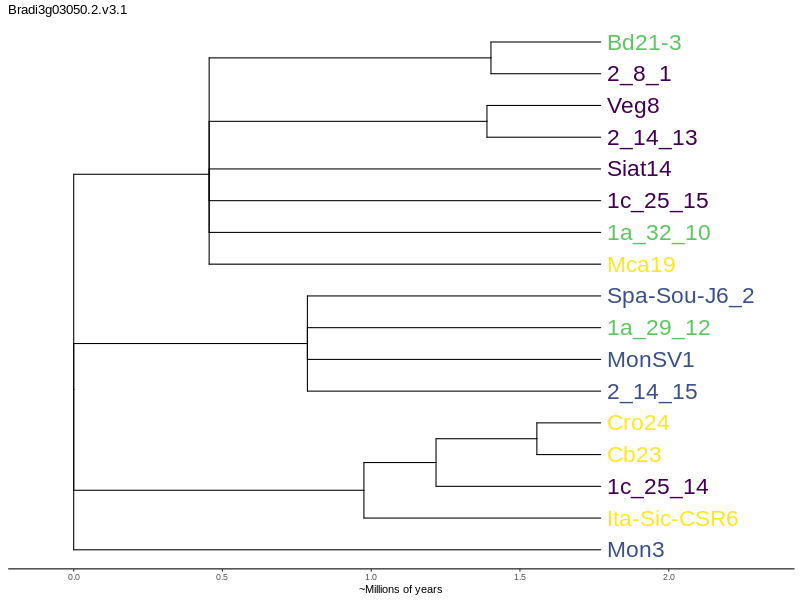 Bradi3g03050.2.v3.1
Bd21-3
2_8_1
Veg8
2_14_13
Siat14
1c_25_15
1a_32_10
Mca19
Spa-Sou-J6_2
1a_29_12
MonSV1
2_14_15
Cro24
Cb23
1c_25_14
Ita-Sic-CSR6
Mon3
0.0 0.5 1.0 1.5 2.0
~Millions of years